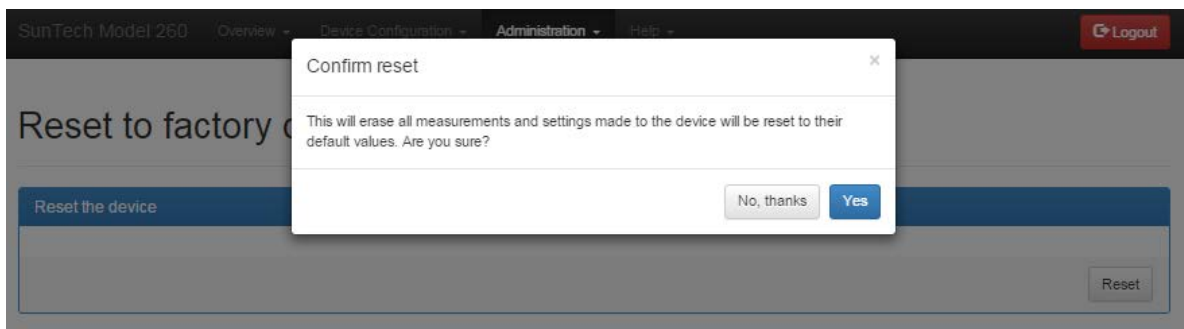 SunTech Model 260 Overview Device Configuration Administration Help Logout
Confirm reset ×
Reset to factory
This will erase all measurements and settings made to the device will be reset to their
default values. Are you sure?
No, thanks Yes
Reset the device
Reset